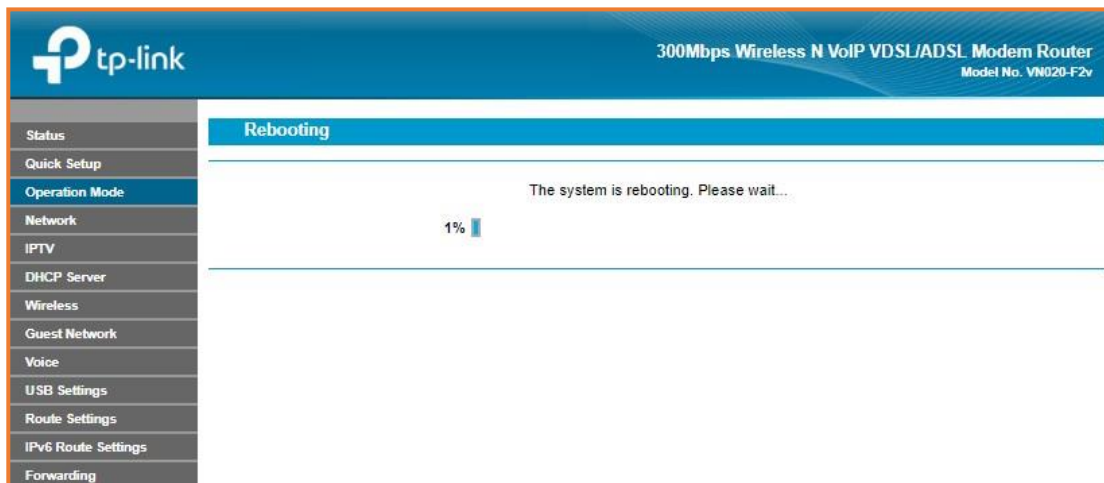 tp-link
300Mbps Wireless N VoIP VDSL/ADSL Modem Router
Model No. VN020-F2v
Status
Quick Setup
Operation Mode
Network
IPTV
DHCP Server
Wireless
Guest Network
Voice
USB Settings
Route Settings
IPv6 Route Settings
Forwarding
Rebooting
The system is rebooting. Please wait...
1%